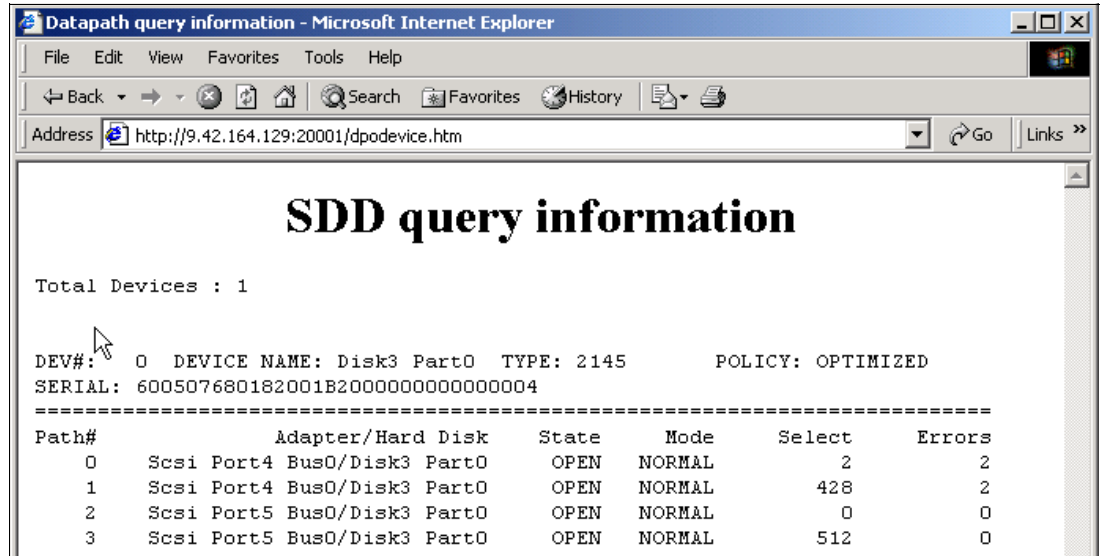 Datapath query information - Microsoft Internet Explorer
File Edit View Favorites Tools Help
Back Search Favorites History
Address http://9.42.164.129:20001/dpodevice.htm Go Links »
SDD query information
Total Devices : 1
DEV#: 0 DEVICE NAME: Disk3 Part0 TYPE: 2145 POLICY: OPTIMIZED
SERIAL: 600507680182001B2000000000000004
============================================================================
Path# Adapter/Hard Disk State Mode Select Errors
0 Scsi Port4 Bus0/Disk3 Part0 OPEN NORMAL 2 2
1 Scsi Port4 Bus0/Disk3 Part0 OPEN NORMAL 428 2
2 Scsi Port5 Bus0/Disk3 Part0 OPEN NORMAL 0 0
3 Scsi Port5 Bus0/Disk3 Part0 OPEN NORMAL 512 0